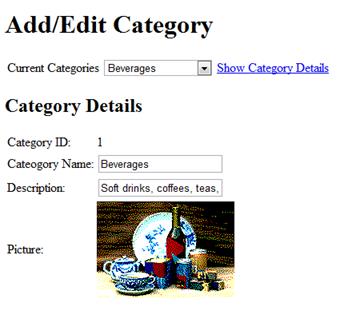 Add/Edit Category
Current Categories Beverages Show Category Details
Category Details
Category ID: 1
Cateogory Name: Beverages
Description: Soft drinks, coffees, teas,
Picture: